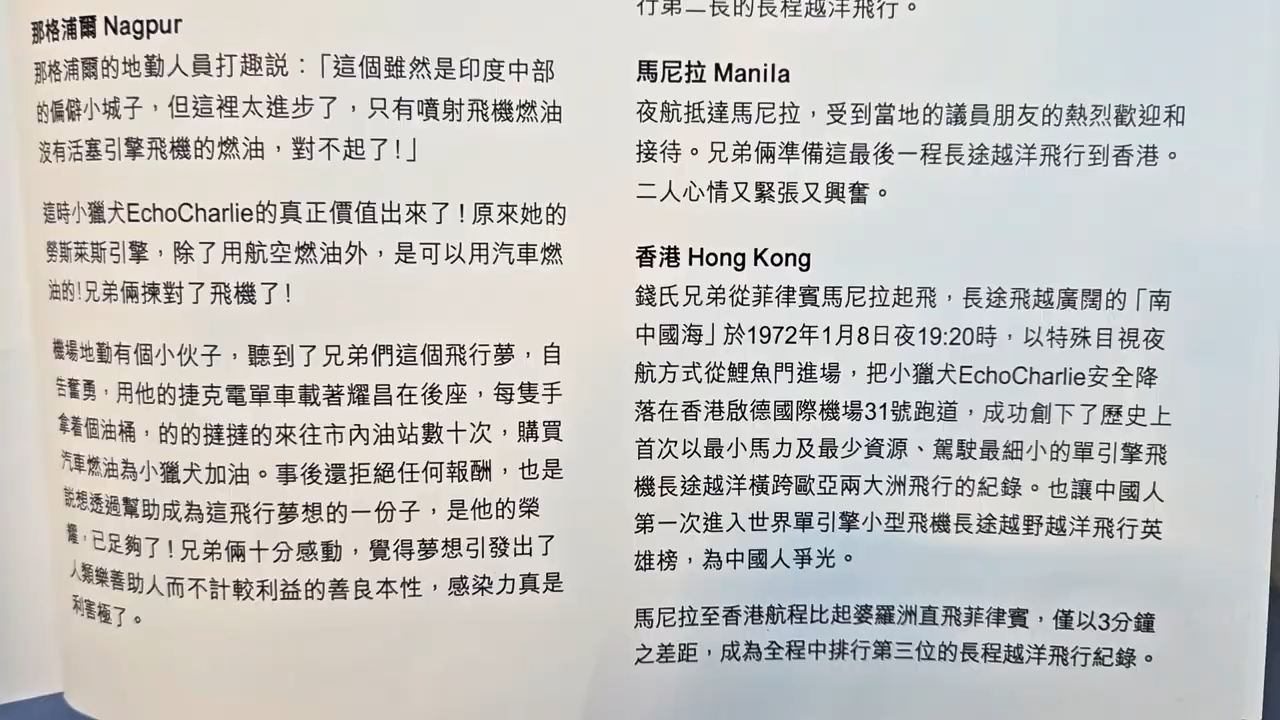 那格浦爾 Nagpur
那格浦爾的地勤人員打趣説：「這個雖然是印度中部
的偏僻小城子，但這裡太進步了，只有噴射飛機燃油
沒有活塞引擎飛機的燃油，對不起了！」
這時小獵犬EchoCharlie的真正價值出來了！原來她的
勞斯萊斯引擎，除了用航空燃油外，是可以用汽車燃
油的！兄弟倆揀對了飛機了！
機場地勤有個小伙子，聽到了兄弟們這個飛行夢，自
告奮勇，用他的捷克電單車載著耀昌在後座，每隻手
拿着個油桶，的的撻撻的來往市內油站數十次，購買
汽車燃油為小獵犬加油。事後還拒絕任何報酬，也是
説想透過幫助成為這飛行夢想的一份子，是他的榮
耀，已足夠了！兄弟倆十分感動，覺得夢想引發出了
人類樂善助人而不計較利益的善良本性，感染力真是
利害極了。
行第二長的長程越洋飛行。
馬尼拉 Manila
夜航抵達馬尼拉，受到當地的議員朋友的熱烈歡迎和
接待。兄弟倆準備這最後一程長途越洋飛行到香港。
二人心情又緊張又興奮。
香港 Hong Kong
錢氏兄弟從菲律賓馬尼拉起飛，長途飛越廣闊的「南
中國海」於1972年1月8日夜19:20時，以特殊目視夜
航方式從鯉魚門進場，把小獵犬EchoCharlie安全降
落在香港啟德國際機場31號跑道，成功創下了歷史上
首次以最小馬力及最少資源、駕駛最細小的單引擎飛
機長途越洋橫跨歐亞兩大洲飛行的紀錄。也讓中國人
第一次進入世界單引擎小型飛機長途越野越洋飛行英
雄榜，為中國人爭光。
馬尼拉至香港航程比起婆羅洲直飛菲律賓，僅以3分鐘
之差距，成為全程中排行第三位的長程越洋飛行紀錄。